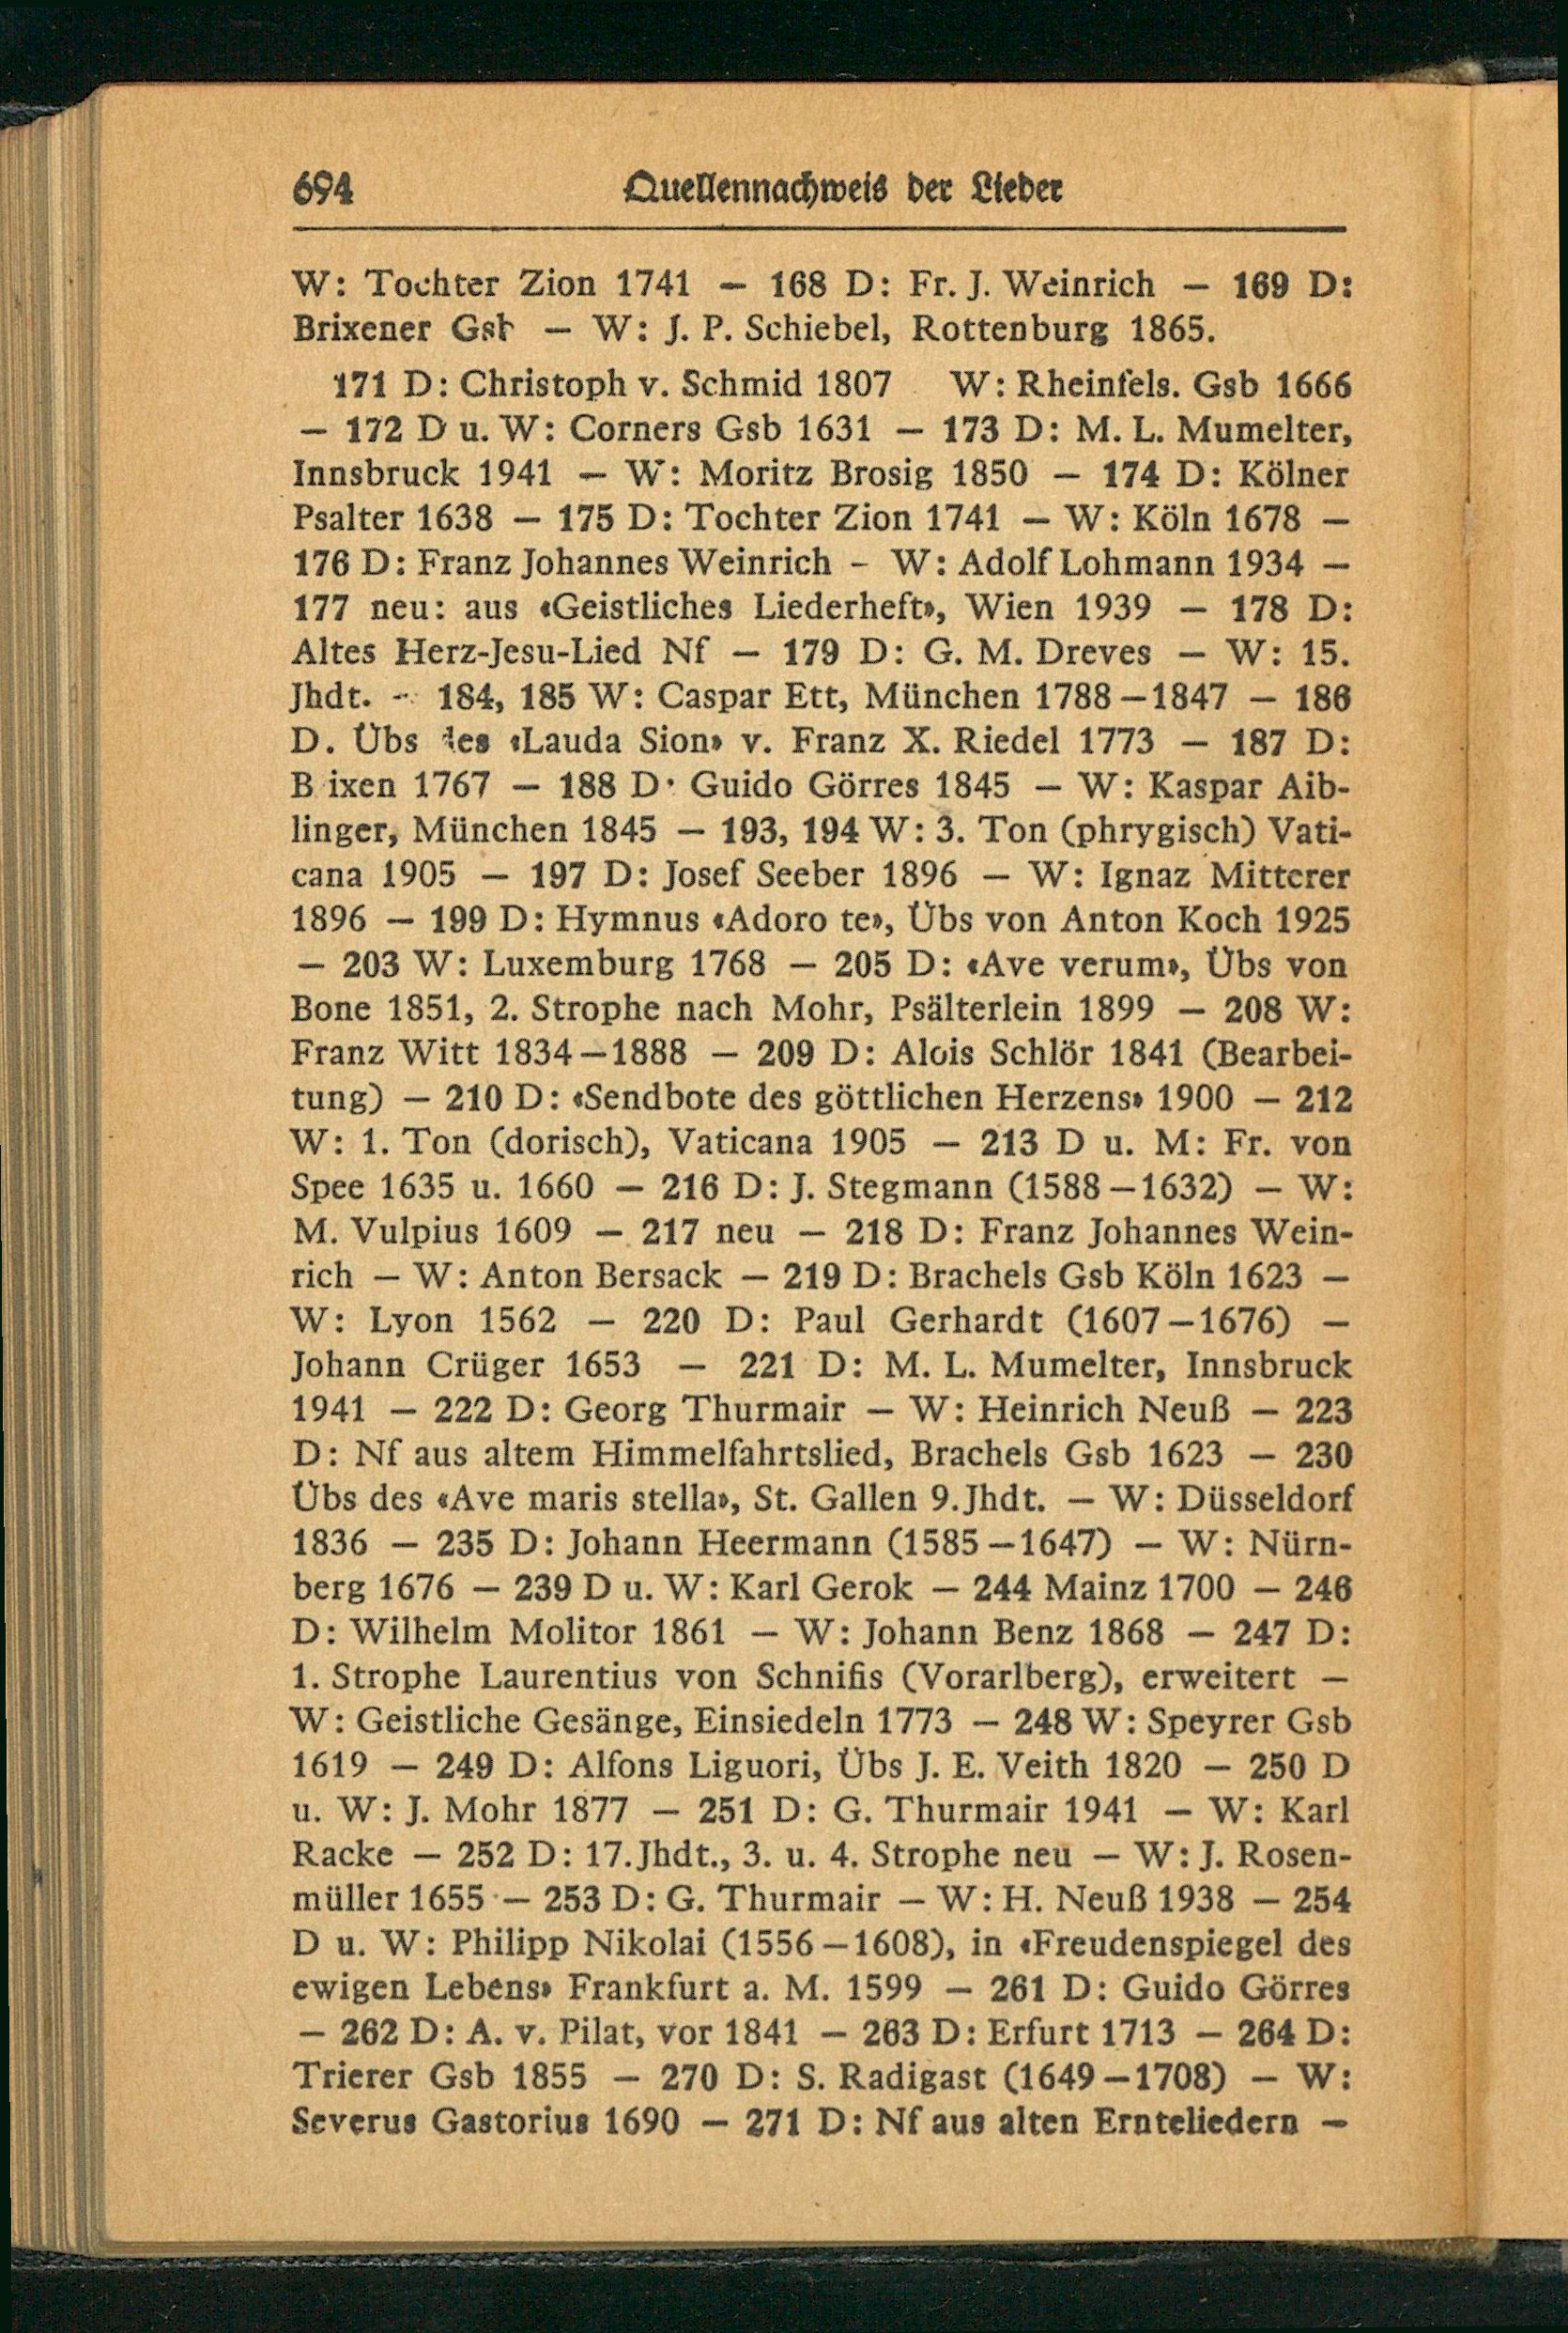 694 Quellennachweis der Lieder
W: Tochter Zion 1741 – 168 D: Fr. J. Weinrich – 169 D:
Brixener Gsb – W: J. P. Schiebel, Rottenburg 1865.
171 D: Christoph v. Schmid 1807 W: Rheinfels. Gsb 1666
– 172 D u. W: Corners Gsb 1631 – 173 D: M. L. Mumelter,
Innsbruck 1941 – W: Moritz Brosig 1850 – 174 D: Kölner
Psalter 1638 – 175 D: Tochter Zion 1741 – W: Köln 1678 –
176 D: Franz Johannes Weinrich – W: Adolf Lohmann 1934 –
177 neu: aus «Geistliches Liederheft», Wien 1939 – 178 D:
Altes Herz-Jesu-Lied Nf – 179 D: G. M. Dreves – W: 15.
Jhdt. – 184, 185 W: Caspar Ett, München 1788–1847 – 186
D. Übs des «Lauda Sion» v. Franz X. Riedel 1773 – 187 D:
B ixen 1767 – 188 D: Guido Görres 1845 – W: Kaspar Aib-
linger, München 1845 – 193, 194 W: 3. Ton (phrygisch) Vati-
cana 1905 – 197 D: Josef Seeber 1896 – W: Ignaz Mitterer
1896 – 199 D: Hymnus «Adoro te», Übs von Anton Koch 1925
– 203 W: Luxemburg 1768 – 205 D: «Ave verum», Übs von
Bone 1851, 2. Strophe nach Mohr, Psälterlein 1899 – 208 W:
Franz Witt 1834–1888 – 209 D: Alois Schlör 1841 (Bearbei-
tung) – 210 D: «Sendbote des göttlichen Herzens» 1900 – 212
W: 1. Ton (dorisch), Vaticana 1905 – 213 D u. M: Fr. von
Spee 1635 u. 1660 – 216 D: J. Stegmann (1588–1632) – W:
M. Vulpius 1609 – 217 neu – 218 D: Franz Johannes Wein-
rich – W: Anton Bersack – 219 D: Brachels Gsb Köln 1623 –
W: Lyon 1562 – 220 D: Paul Gerhardt (1607–1676) –
Johann Crüger 1653 – 221 D: M. L. Mumelter, Innsbruck
1941 – 222 D: Georg Thurmair – W: Heinrich Neuß – 223
D: Nf aus altem Himmelfahrtslied, Brachels Gsb 1623 – 230
Übs des «Ave maris stella», St. Gallen 9. Jhdt. – W: Düsseldorf
1836 – 235 D: Johann Heermann (1585–1647) – W: Nürn-
berg 1676 – 239 D u. W: Karl Gerok – 244 Mainz 1700 – 246
D: Wilhelm Molitor 1861 – W: Johann Benz 1868 – 247 D:
1. Strophe Laurentius von Schnifis (Vorarlberg), erweitert –
W: Geistliche Gesänge, Einsiedeln 1773 – 248 W: Speyrer Gsb
1619 – 249 D: Alfons Liguori, Übs J. E. Veith 1820 – 250 D
u. W: J. Mohr 1877 – 251 D: G. Thurmair 1941 – W: Karl
Racke – 252 D: 17. Jhdt., 3. u. 4. Strophe neu – W: J. Rosen-
müller 1655 – 253 D: G. Thurmair – W: H. Neuß 1938 – 254
D u. W: Philipp Nikolai (1556–1608), in «Freudenspiegel des
ewigen Lebens» Frankfurt a. M. 1599 – 261 D: Guido Görres
– 262 D: A. v. Pilat, vor 1841 – 263 D: Erfurt 1713 – 264 D:
Trierer Gsb 1855 – 270 D: S. Radigast (1649–1708) – W:
Severus Gastorius 1690 – 271 D: Nf aus alten Ernteliedern –